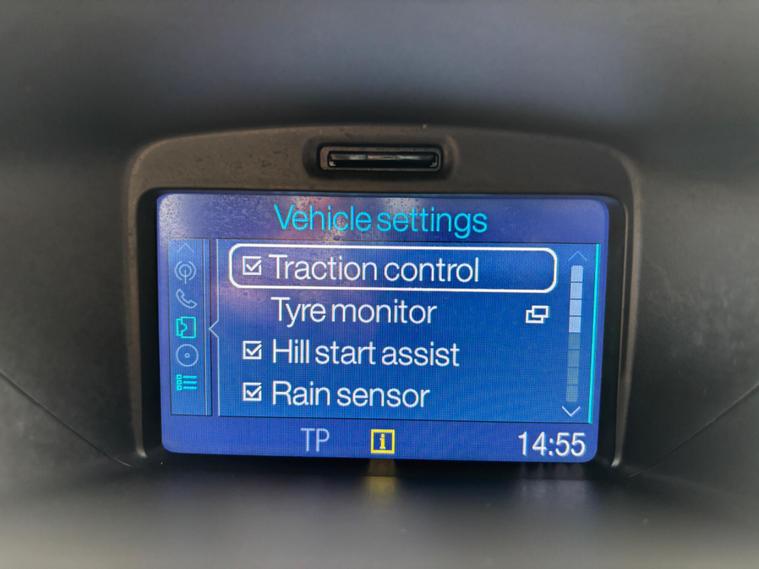 Vehicle settings
Traction control
Tyre monitor
Hill start assist
Rain sensor
TP i 14:55